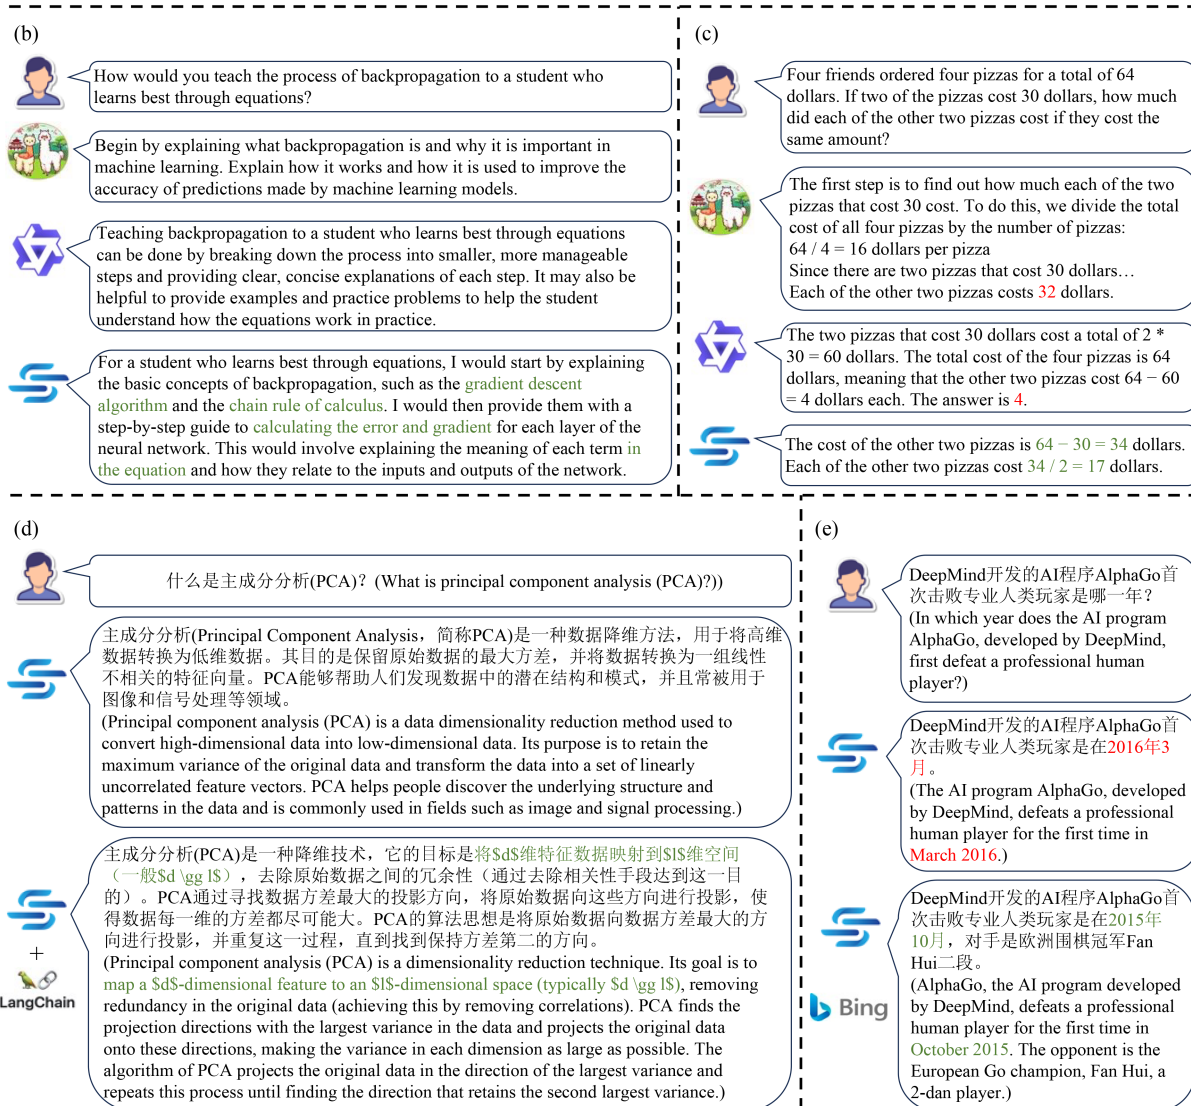 (b)
How would you teach the process of backpropagation to a student who
learns best through equations?
Begin by explaining what backpropagation is and why it is important in
machine learning. Explain how it works and how it is used to improve the
accuracy of predictions made by machine learning models.
Teaching backpropagation to a student who learns best through equations
can be done by breaking down the process into smaller, more manageable
steps and providing clear, concise explanations of each step. It may also be
helpful to provide examples and practice problems to help the student
understand how the equations work in practice.
For a student who learns best through equations, I would start by explaining
the basic concepts of backpropagation, such as the gradient descent
algorithm and the chain rule of calculus. I would then provide them with a
step-by-step guide to calculating the error and gradient for each layer of the
neural network. This would involve explaining the meaning of each term in
the equation and how they relate to the inputs and outputs of the network.
(c)
Four friends ordered four pizzas for a total of 64
dollars. If two of the pizzas cost 30 dollars, how much
did each of the other two pizzas cost if they cost the
same amount?
The first step is to find out how much each of the two
pizzas that cost 30 cost. To do this, we divide the total
cost of all four pizzas by the number of pizzas:
64 / 4 = 16 dollars per pizza
Since there are two pizzas that cost 30 dollars…
Each of the other two pizzas costs 32 dollars.
The two pizzas that cost 30 dollars cost a total of 2 *
30 = 60 dollars. The total cost of the four pizzas is 64
dollars, meaning that the other two pizzas cost 64 − 60
= 4 dollars each. The answer is 4.
The cost of the other two pizzas is 64 − 30 = 34 dollars.
Each of the other two pizzas cost 34 / 2 = 17 dollars.
(d)
什么是主成分分析(PCA)？(What is principal component analysis (PCA)?))
主成分分析(Principal Component Analysis，简称PCA)是一种数据降维方法，用于将高维
数据转换为低维数据。其目的是保留原始数据的最大方差，并将数据转换为一组线性
不相关的特征向量。PCA能够帮助人们发现数据中的潜在结构和模式，并且常被用于
图像和信号处理等领域。
(Principal component analysis (PCA) is a data dimensionality reduction method used to
convert high-dimensional data into low-dimensional data. Its purpose is to retain the
maximum variance of the original data and transform the data into a set of linearly
uncorrelated feature vectors. PCA helps people discover the underlying structure and
patterns in the data and is commonly used in fields such as image and signal processing.)
+
LangChain
主成分分析(PCA)是一种降维技术，它的目标是将$d$维特征数据映射到$l$维空间
（一般$d \gg l$），去除原始数据之间的冗余性（通过去除相关性手段达到这一目
的）。PCA通过寻找数据方差最大的投影方向，将原始数据向这些方向进行投影，使
得数据每一维的方差都尽可能大。PCA的算法思想是将原始数据向数据方差最大的方
向进行投影，并重复这一过程，直到找到保持方差第二的方向。
(Principal component analysis (PCA) is a dimensionality reduction technique. Its goal is to
map a $d$-dimensional feature to an $l$-dimensional space (typically $d \gg l$), removing
redundancy in the original data (achieving this by removing correlations). PCA finds the
projection directions with the largest variance in the data and projects the original data
onto these directions, making the variance in each dimension as large as possible. The
algorithm of PCA projects the original data in the direction of the largest variance and
repeats this process until finding the direction that retains the second largest variance.)
(e)
DeepMind开发的AI程序AlphaGo首
次击败专业人类玩家是哪一年？
(In which year does the AI program
AlphaGo, developed by DeepMind,
first defeat a professional human
player?)
DeepMind开发的AI程序AlphaGo首
次击败专业人类玩家是在2016年3
月。
(The AI program AlphaGo, developed
by DeepMind, defeats a professional
human player for the first time in
March 2016.)
Bing
DeepMind开发的AI程序AlphaGo首
次击败专业人类玩家是在2015年
10月，对手是欧洲围棋冠军Fan
Hui二段。
(AlphaGo, the AI program developed
by DeepMind, defeats a professional
human player for the first time in
October 2015. The opponent is the
European Go champion, Fan Hui, a
2-dan player.)